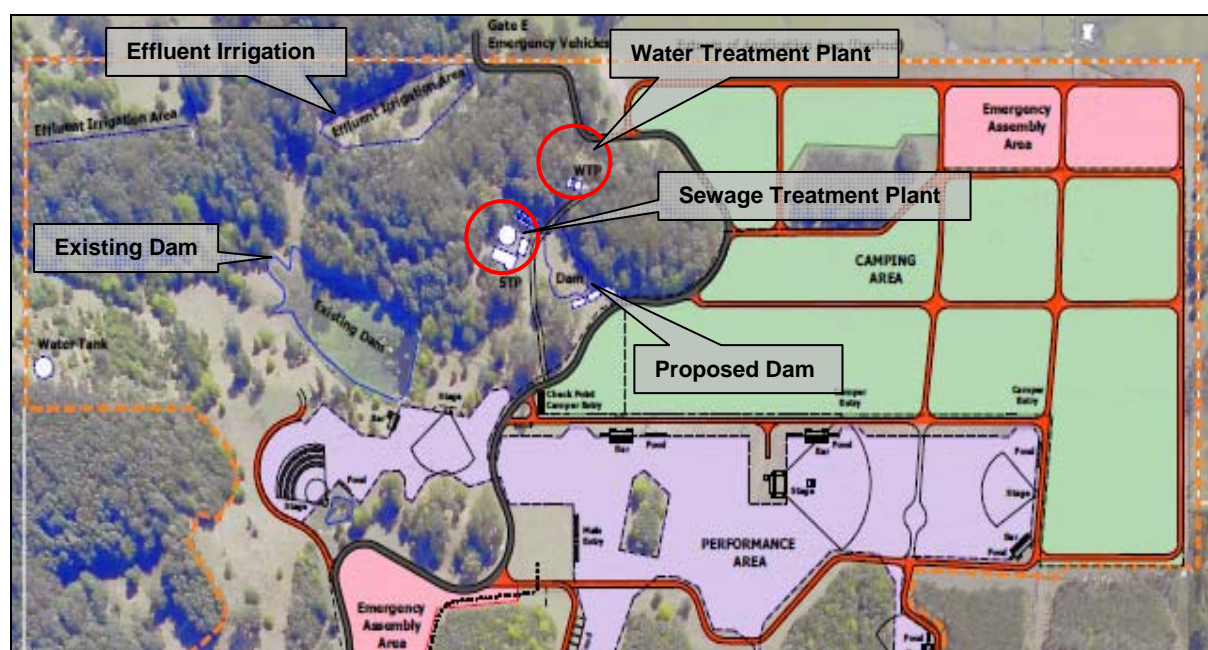 Gate E
Emergency Vehicles
Effluent Irrigation
Water Treatment Plant
Effluent Irrigation Area
Effluent Irrigation Area
Emergency
Assembly
Area
WTP
Sewage Treatment Plant
Existing Dam
STP
Dam
CAMPING
AREA
Existing Dam
Water Tank
Proposed Dam
Check Point
Camper Entry
Camper
Entry
Camper
Entry
Stage
Bar
Food
Stage
Bar
Food
Bar
Food
Stage
Food
Stage
Bar
Food
Main
Entry
PERFORMANCE
AREA
Emergency
Assembly
Area
Food